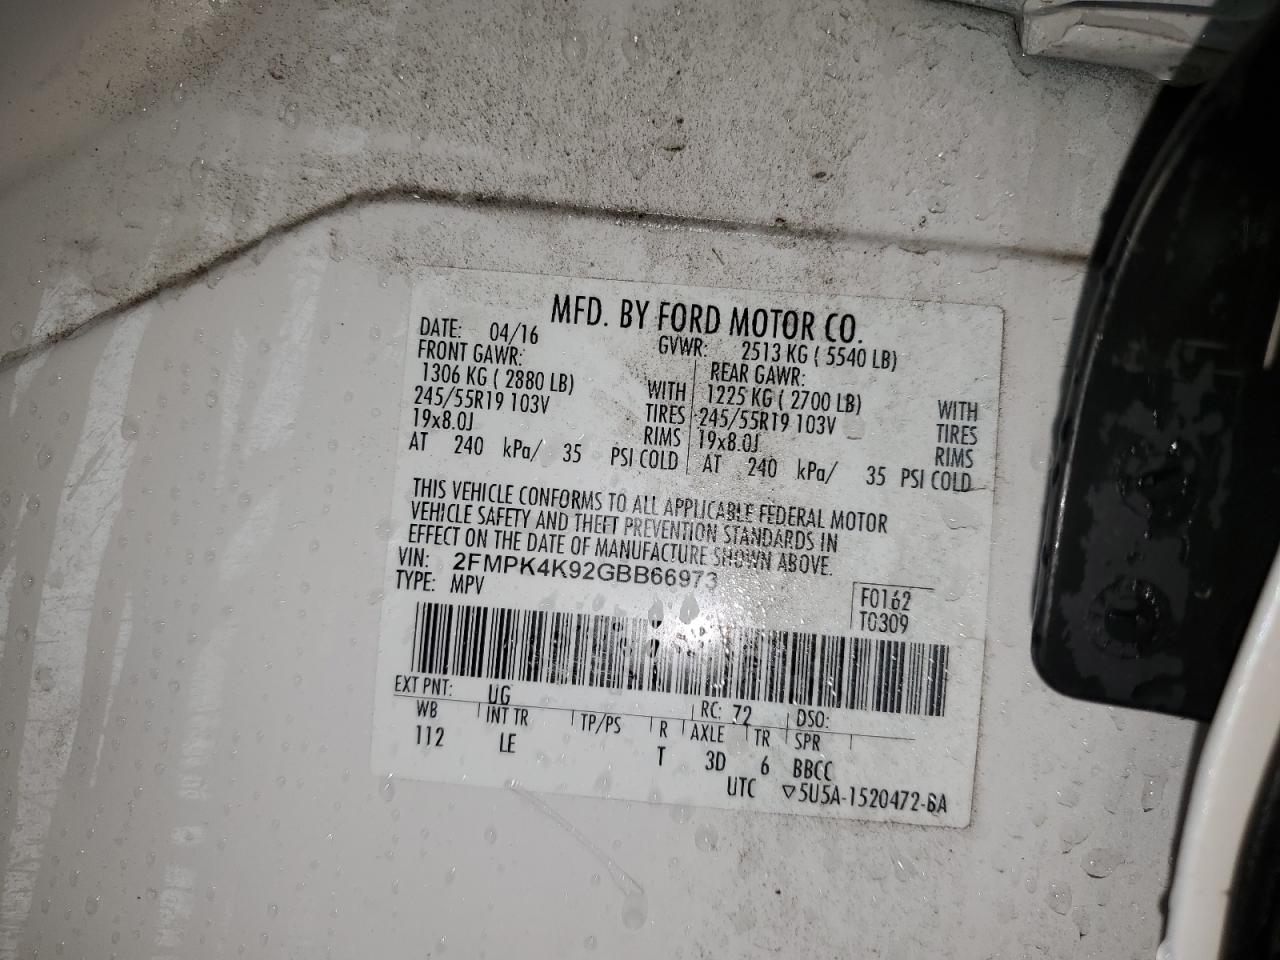 MFD. BY FORD MOTOR CO.
DATE: 04/16 GVWR: 2513 KG ( 5540 LB)
FRONT GAWR: REAR GAWR:
1306 KG ( 2880 LB) WITH 1225 KG ( 2700 LB) WITH
245/55R19 103V TIRES 245/55R19 103V TIRES
19x8.0J RIMS 19x8.0J RIMS
AT 240 kPa/ 35 PSI COLD AT 240 kPa/ 35 PSI COLD
THIS VEHICLE CONFORMS TO ALL APPLICABLE FEDERAL MOTOR
VEHICLE SAFETY AND THEFT PREVENTION STANDARDS IN
EFFECT ON THE DATE OF MANUFACTURE SHOWN ABOVE.
VIN: 2FMPK4K92GBB66973
TYPE: MPV F0162
T0309
EXT PNT: UG RC: 72 DSO:
WB INT TR TP/PS R AXLE TR SPR
112 LE T 3D 6 BBCC
UTC ▽5U5A-1520472-BA